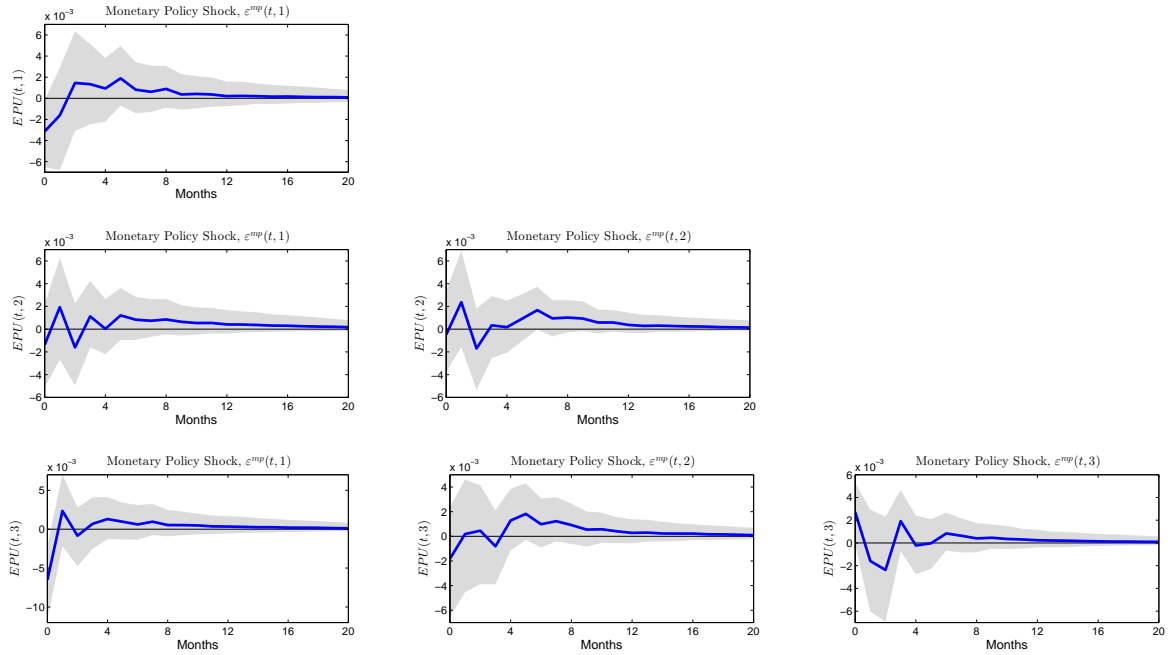 x 10⁻³
Monetary Policy Shock, ε^{mp}(t, 1)
EPU(t, 1)
6
4
2
0
−2
−4
−6
0 4 8 12 16 20
Months
x 10⁻³
Monetary Policy Shock, ε^{mp}(t, 1)
EPU(t, 2)
6
4
2
0
−2
−4
−6
0 4 8 12 16 20
Months
x 10⁻³
Monetary Policy Shock, ε^{mp}(t, 2)
EPU(t, 2)
6
4
2
0
−2
−4
−6
0 4 8 12 16 20
Months
x 10⁻³
Monetary Policy Shock, ε^{mp}(t, 1)
EPU(t, 3)
5
0
−5
−10
0 4 8 12 16 20
Months
x 10⁻³
Monetary Policy Shock, ε^{mp}(t, 2)
EPU(t, 3)
4
2
0
−2
−4
−6
0 4 8 12 16 20
Months
x 10⁻³
Monetary Policy Shock, ε^{mp}(t, 3)
EPU(t, 3)
6
4
2
0
−2
−4
−6
0 4 8 12 16 20
Months